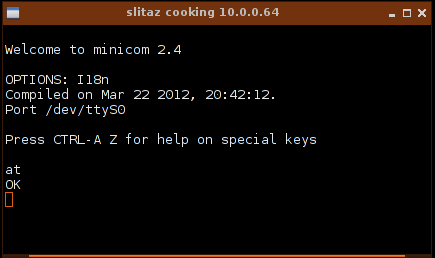 slitaz cooking 10.0.0.64
Welcome to minicom 2.4
OPTIONS: I18n
Compiled on Mar 22 2012, 20:42:12.
Port /dev/ttyS0
Press CTRL-A Z for help on special keys
at
OK